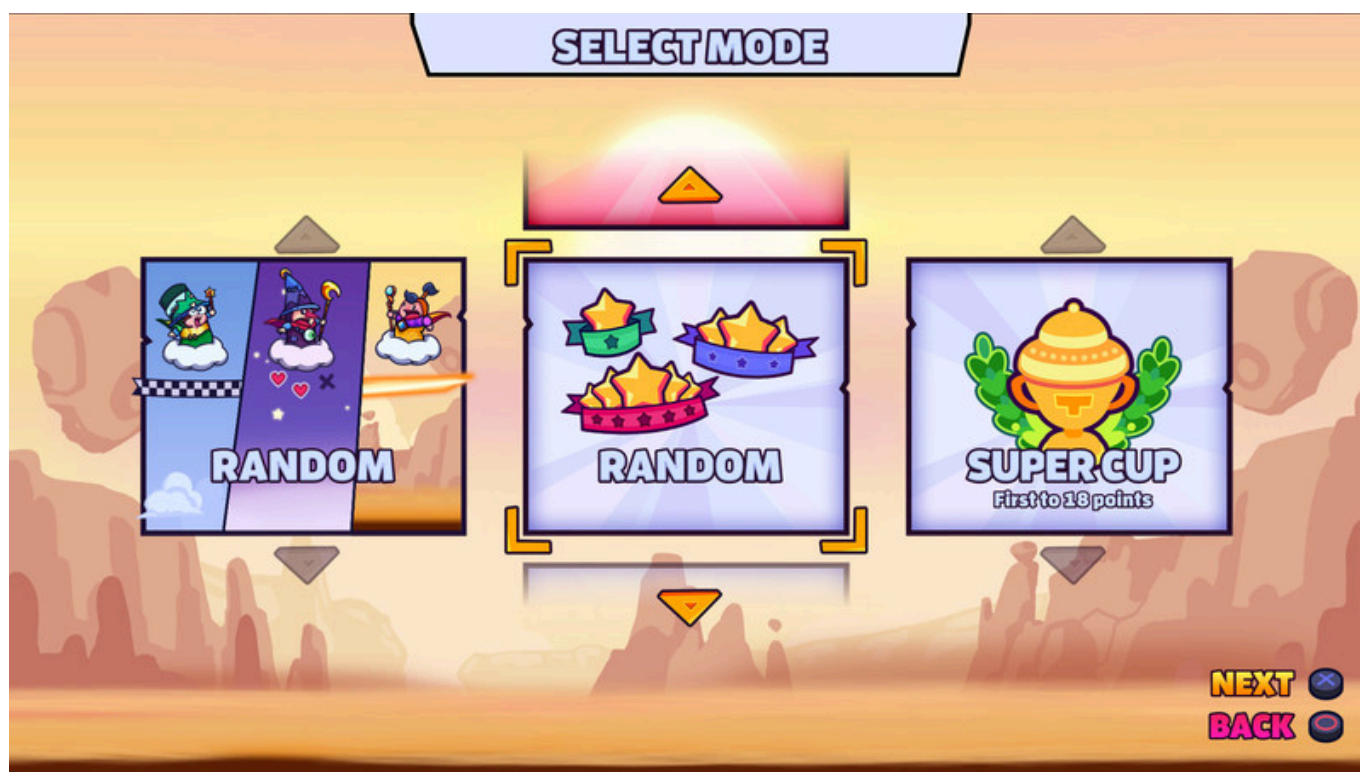 SELECT MODE
RANDOM
RANDOM
SUPER CUP
First to 18 points
NEXT
BACK